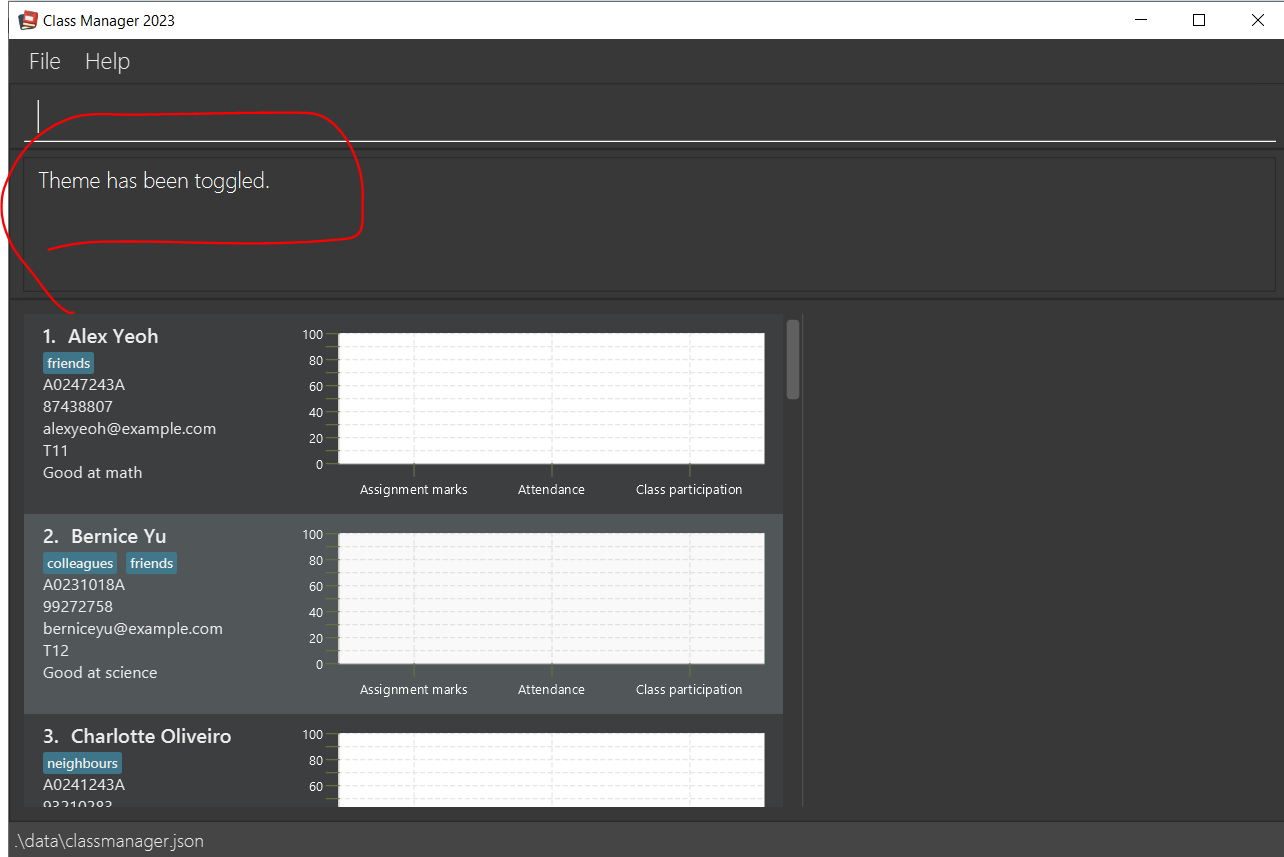 Class Manager 2023
File Help
Theme has been toggled.
1. Alex Yeoh
friends
A0247243A
87438807
alexyeoh@example.com
T11
Good at math
100
80
60
40
20
0
Assignment marks Attendance Class participation
2. Bernice Yu
colleagues friends
A0231018A
99272758
berniceyu@example.com
T12
Good at science
100
80
60
40
20
0
Assignment marks Attendance Class participation
3. Charlotte Oliveiro
neighbours
A0241243A
93210283
100
80
60
.\data\classmanager.json